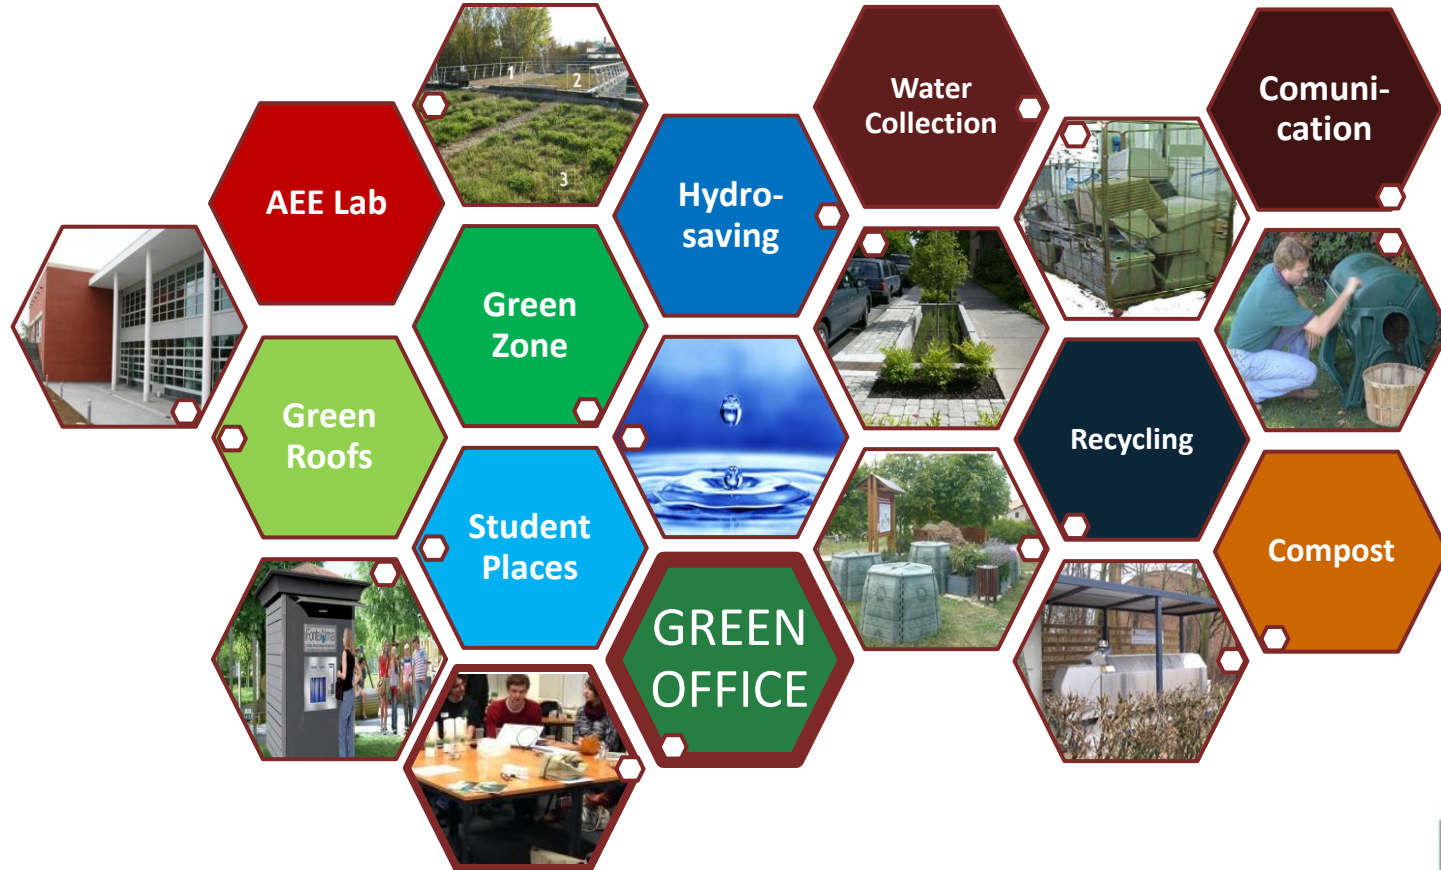 1
2
3
Water
Collection
Comuni-
cation
AEE Lab
Hydro-
saving
Green
Zone
Green
Roofs
Recycling
Student
Places
Compost
GREEN
OFFICE